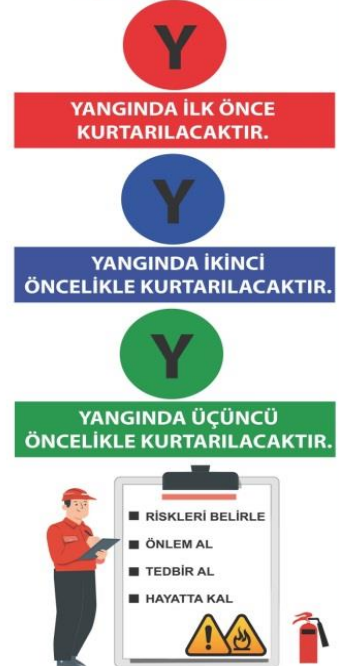 Y
YANGINDA İLK ÖNCE
KURTARILACAKTIR.
Y
YANGINDA İKİNCİ
ÖNCELİKLE KURTARILACAKTIR.
Y
YANGINDA ÜÇÜNCÜ
ÖNCELİKLE KURTARILACAKTIR.
RİSKLERİ BELİRLE
ÖNLEM AL
TEDBİR AL
HAYATTA KAL